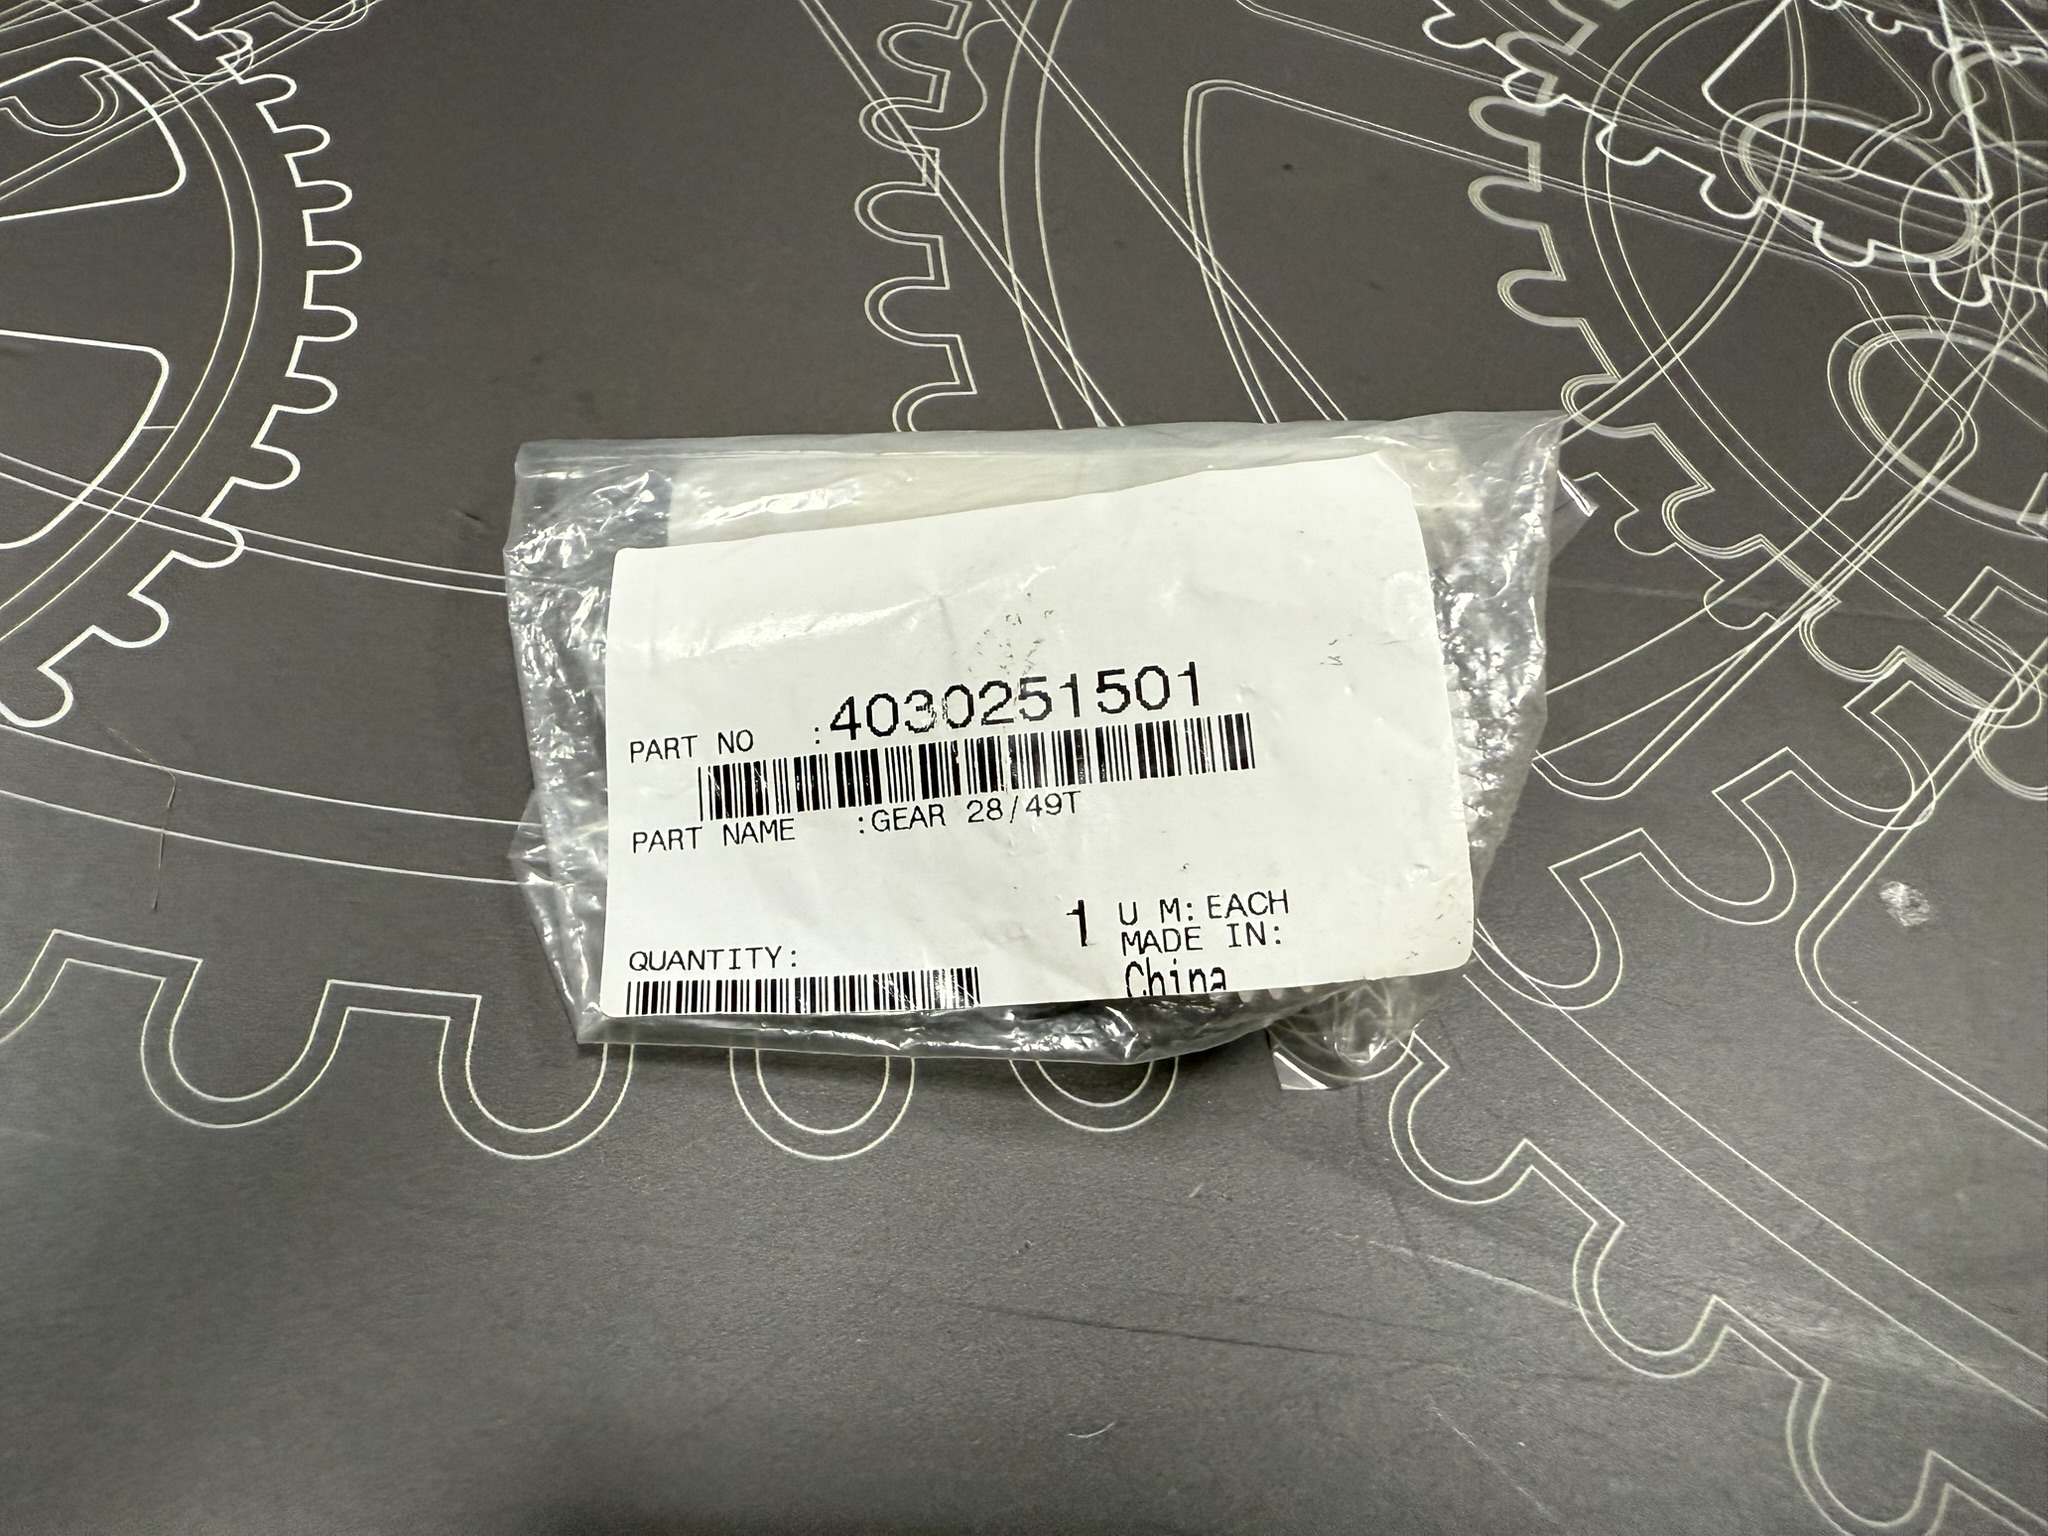 PART NO :4030251501
PART NAME :GEAR 28/49T
1 U M: EACH
MADE IN:
QUANTITY:
China